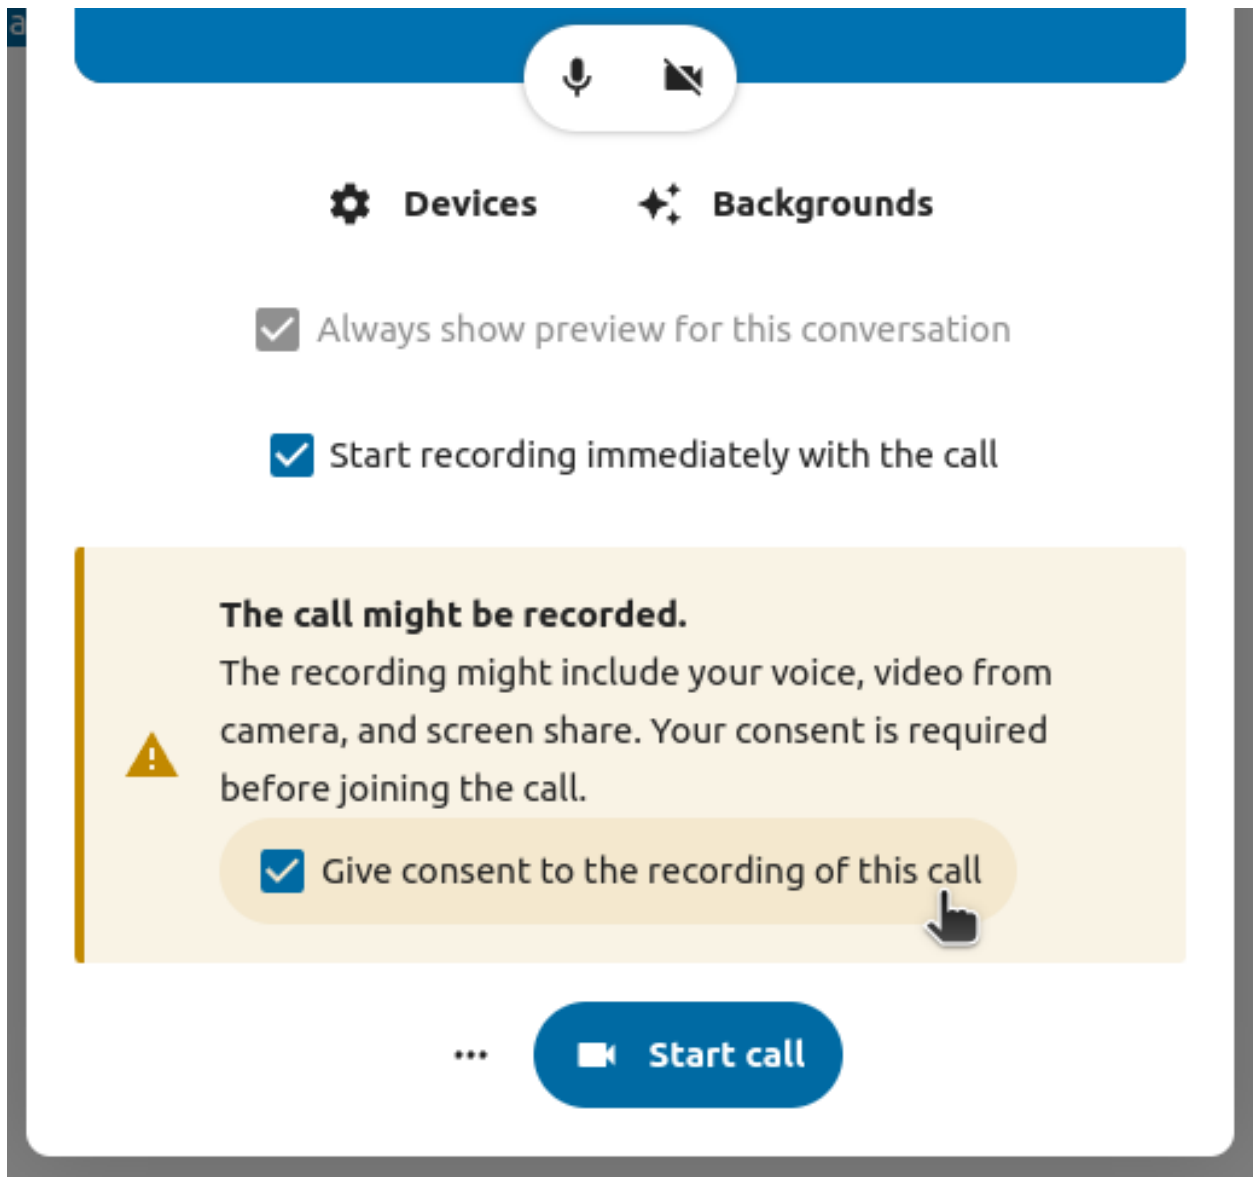 a
Devices
Backgrounds
Always show preview for this conversation
Start recording immediately with the call
The call might be recorded.
The recording might include your voice, video from
camera, and screen share. Your consent is required
before joining the call.
Give consent to the recording of this call
Start call